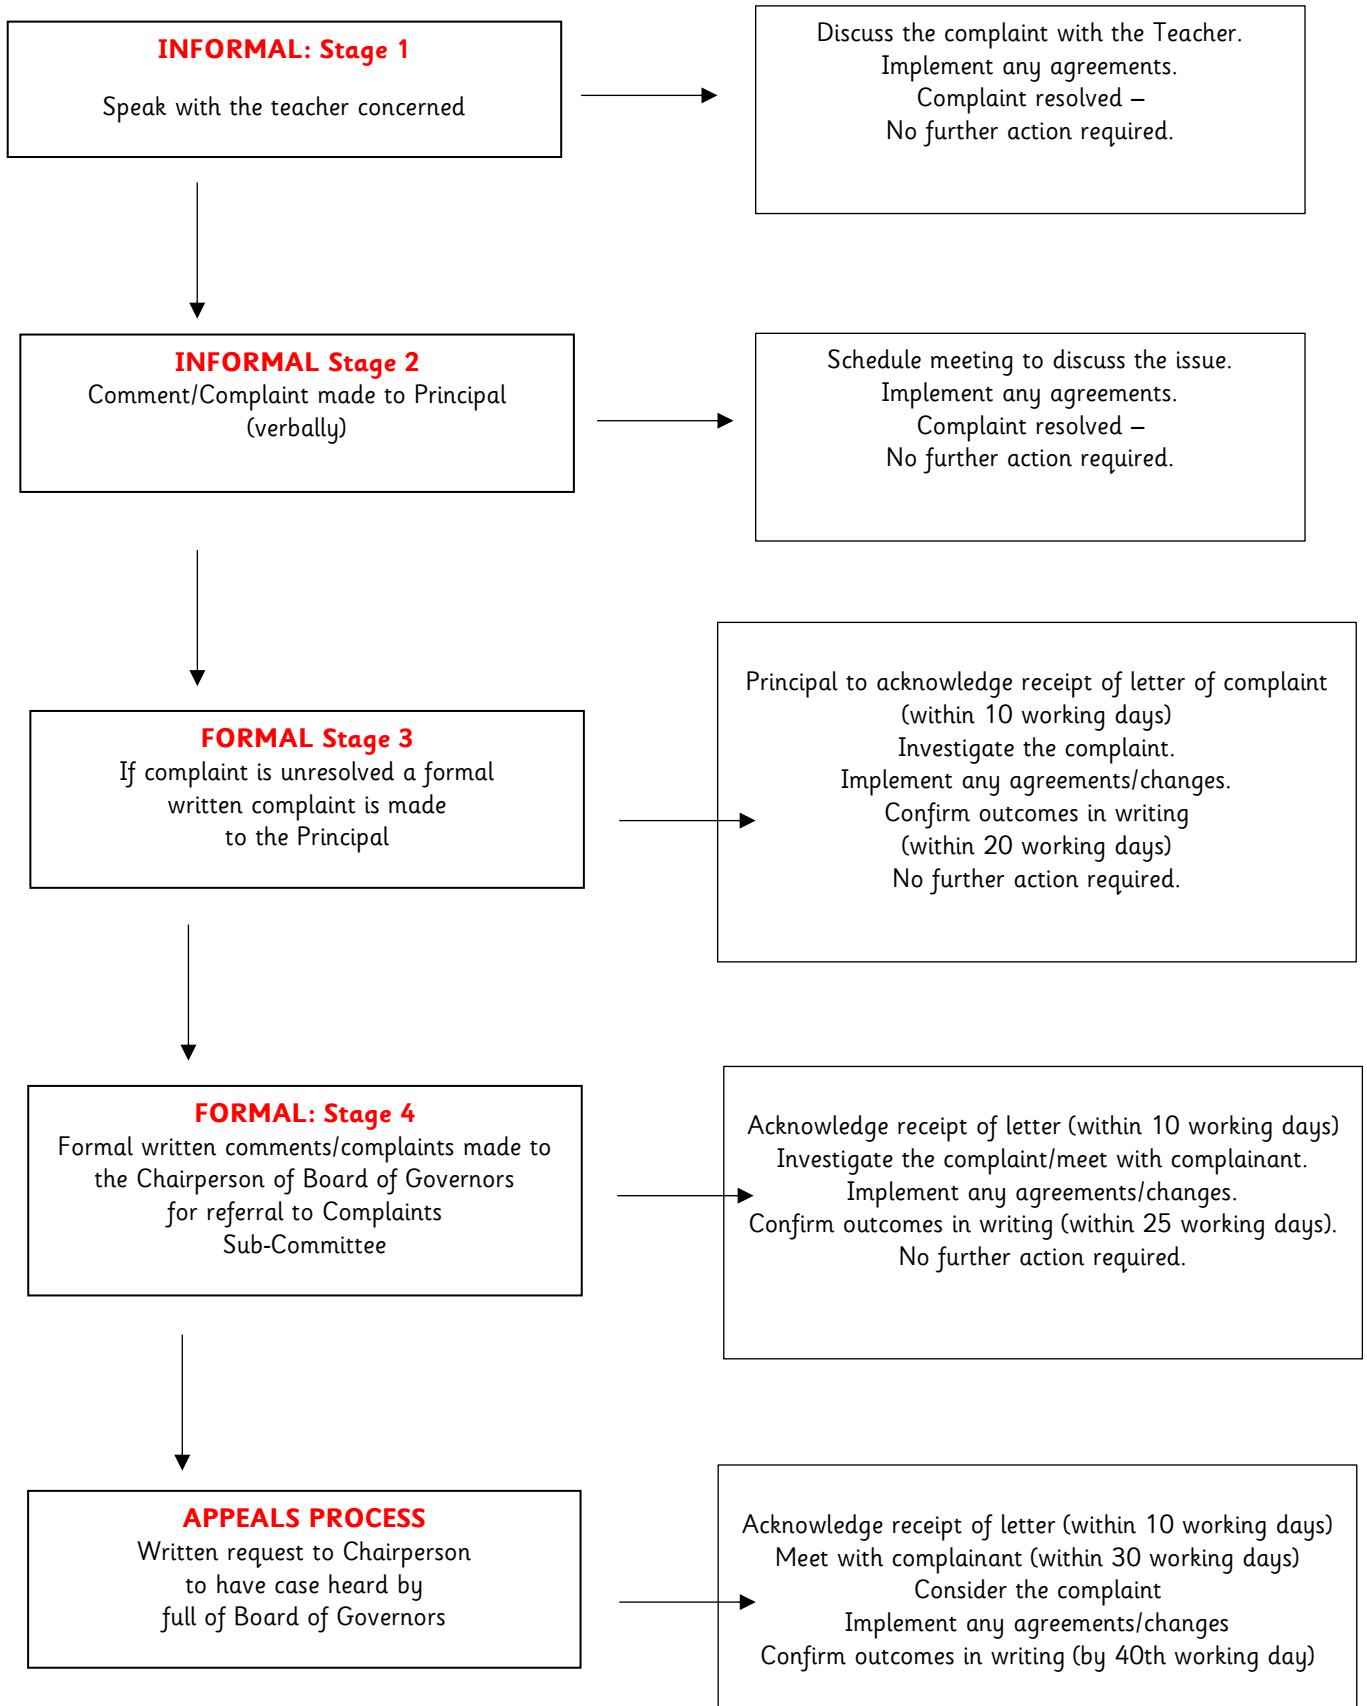 INFORMAL: Stage 1
Speak with the teacher concerned
Discuss the complaint with the Teacher.
Implement any agreements.
Complaint resolved –
No further action required.
INFORMAL Stage 2
Comment/Complaint made to Principal
(verbally)
Schedule meeting to discuss the issue.
Implement any agreements.
Complaint resolved –
No further action required.
FORMAL Stage 3
If complaint is unresolved a formal
written complaint is made
to the Principal
Principal to acknowledge receipt of letter of complaint
(within 10 working days)
Investigate the complaint.
Implement any agreements/changes.
Confirm outcomes in writing
(within 20 working days)
No further action required.
FORMAL: Stage 4
Formal written comments/complaints made to
the Chairperson of Board of Governors
for referral to Complaints
Sub-Committee
Acknowledge receipt of letter (within 10 working days)
Investigate the complaint/meet with complainant.
Implement any agreements/changes.
Confirm outcomes in writing (within 25 working days).
No further action required.
APPEALS PROCESS
Written request to Chairperson
to have case heard by
full of Board of Governors
Acknowledge receipt of letter (within 10 working days)
Meet with complainant (within 30 working days)
Consider the complaint
Implement any agreements/changes
Confirm outcomes in writing (by 40th working day)